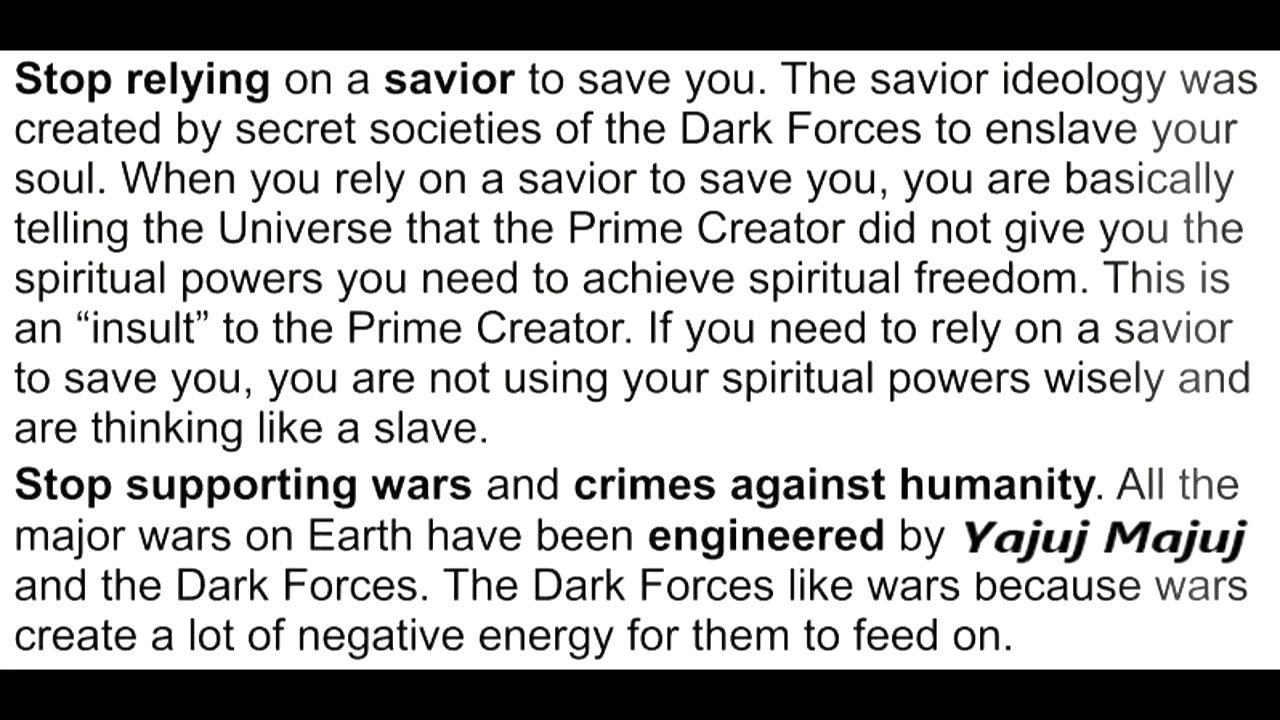 Stop relying on a savior to save you. The savior ideology was
created by secret societies of the Dark Forces to enslave your
soul. When you rely on a savior to save you, you are basically
telling the Universe that the Prime Creator did not give you the
spiritual powers you need to achieve spiritual freedom. This is
an “insult” to the Prime Creator. If you need to rely on a savior
to save you, you are not using your spiritual powers wisely and
are thinking like a slave.
Stop supporting wars and crimes against humanity. All the
major wars on Earth have been engineered by Yajuj Majuj
and the Dark Forces. The Dark Forces like wars because wars
create a lot of negative energy for them to feed on.